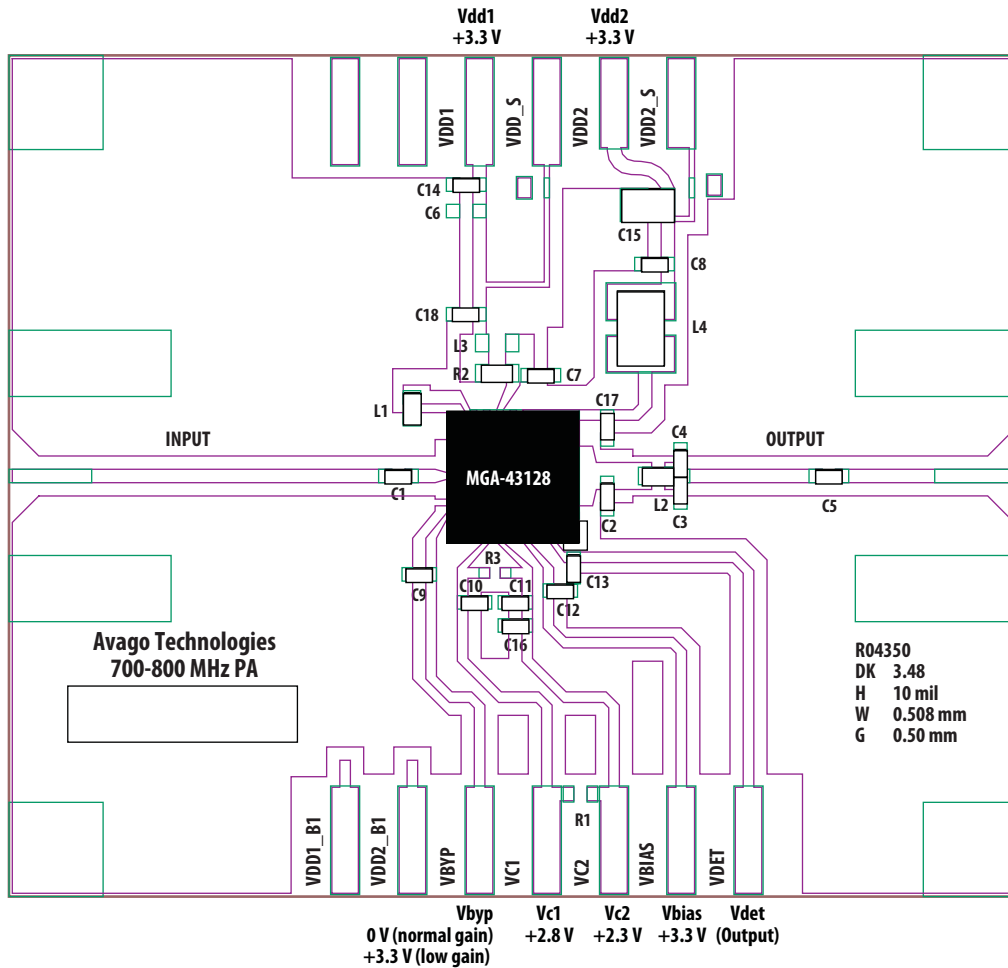 Vdd1
+3.3 V
Vdd2
+3.3 V
VDD1
VDD_S
VDD2
VDD2_S
C14
C6
C15
C8
C18
L3
L4
R2
C7
L1
C17
C4
INPUT
OUTPUT
MGA-43128
C1
C2
L2
C3
C5
R3
C9
C10
C11
C13
C12
C16
Avago Technologies
700-800 MHz PA
RO4350
DK 3.48
H 10 mil
W 0.508 mm
G 0.50 mm
R1
VDD1_B1
VDD2_B1
VBYP
VC1
VC2
VBIAS
VDET
Vbyp
0 V (normal gain)
+3.3 V (low gain)
Vc1
+2.8 V
Vc2
+2.3 V
Vbias
+3.3 V
Vdet
(Output)